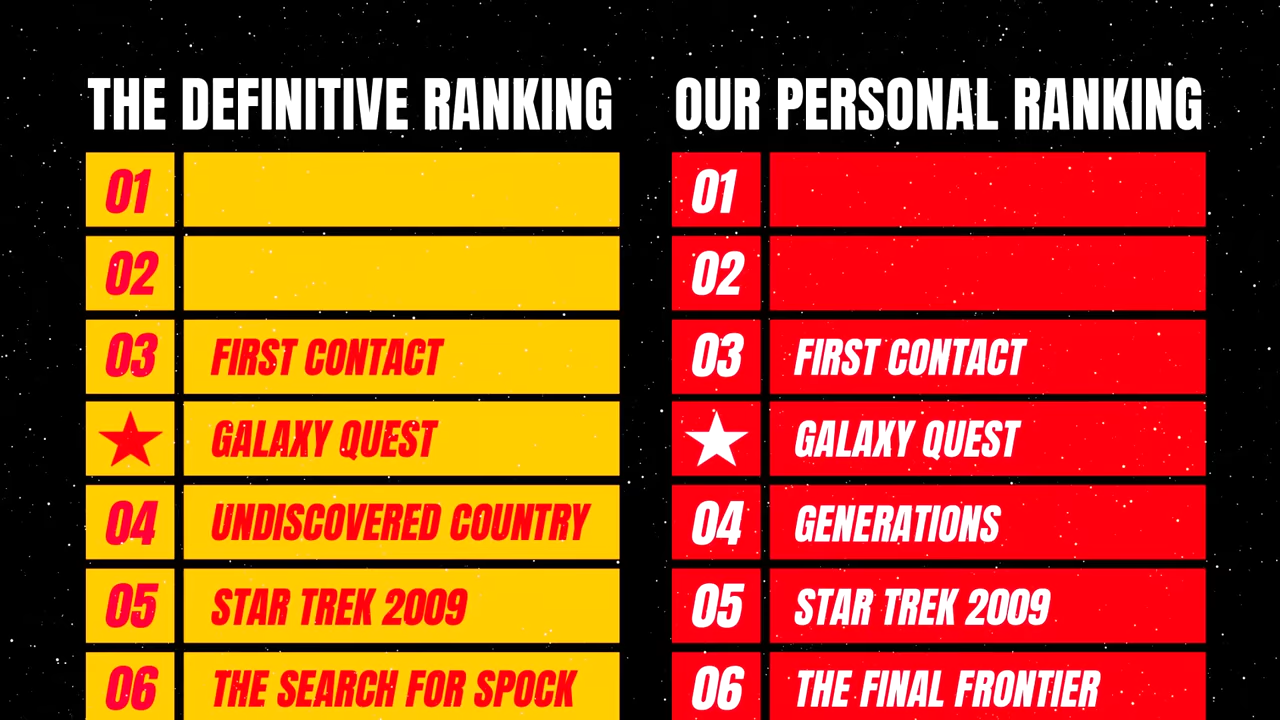 THE DEFINITIVE RANKING
01
02
03 FIRST CONTACT
GALAXY QUEST
04 UNDISCOVERED COUNTRY
05 STAR TREK 2009
06 THE SEARCH FOR SPOCK
OUR PERSONAL RANKING
01
02
03 FIRST CONTACT
GALAXY QUEST
04 GENERATIONS
05 STAR TREK 2009
06 THE FINAL FRONTIER